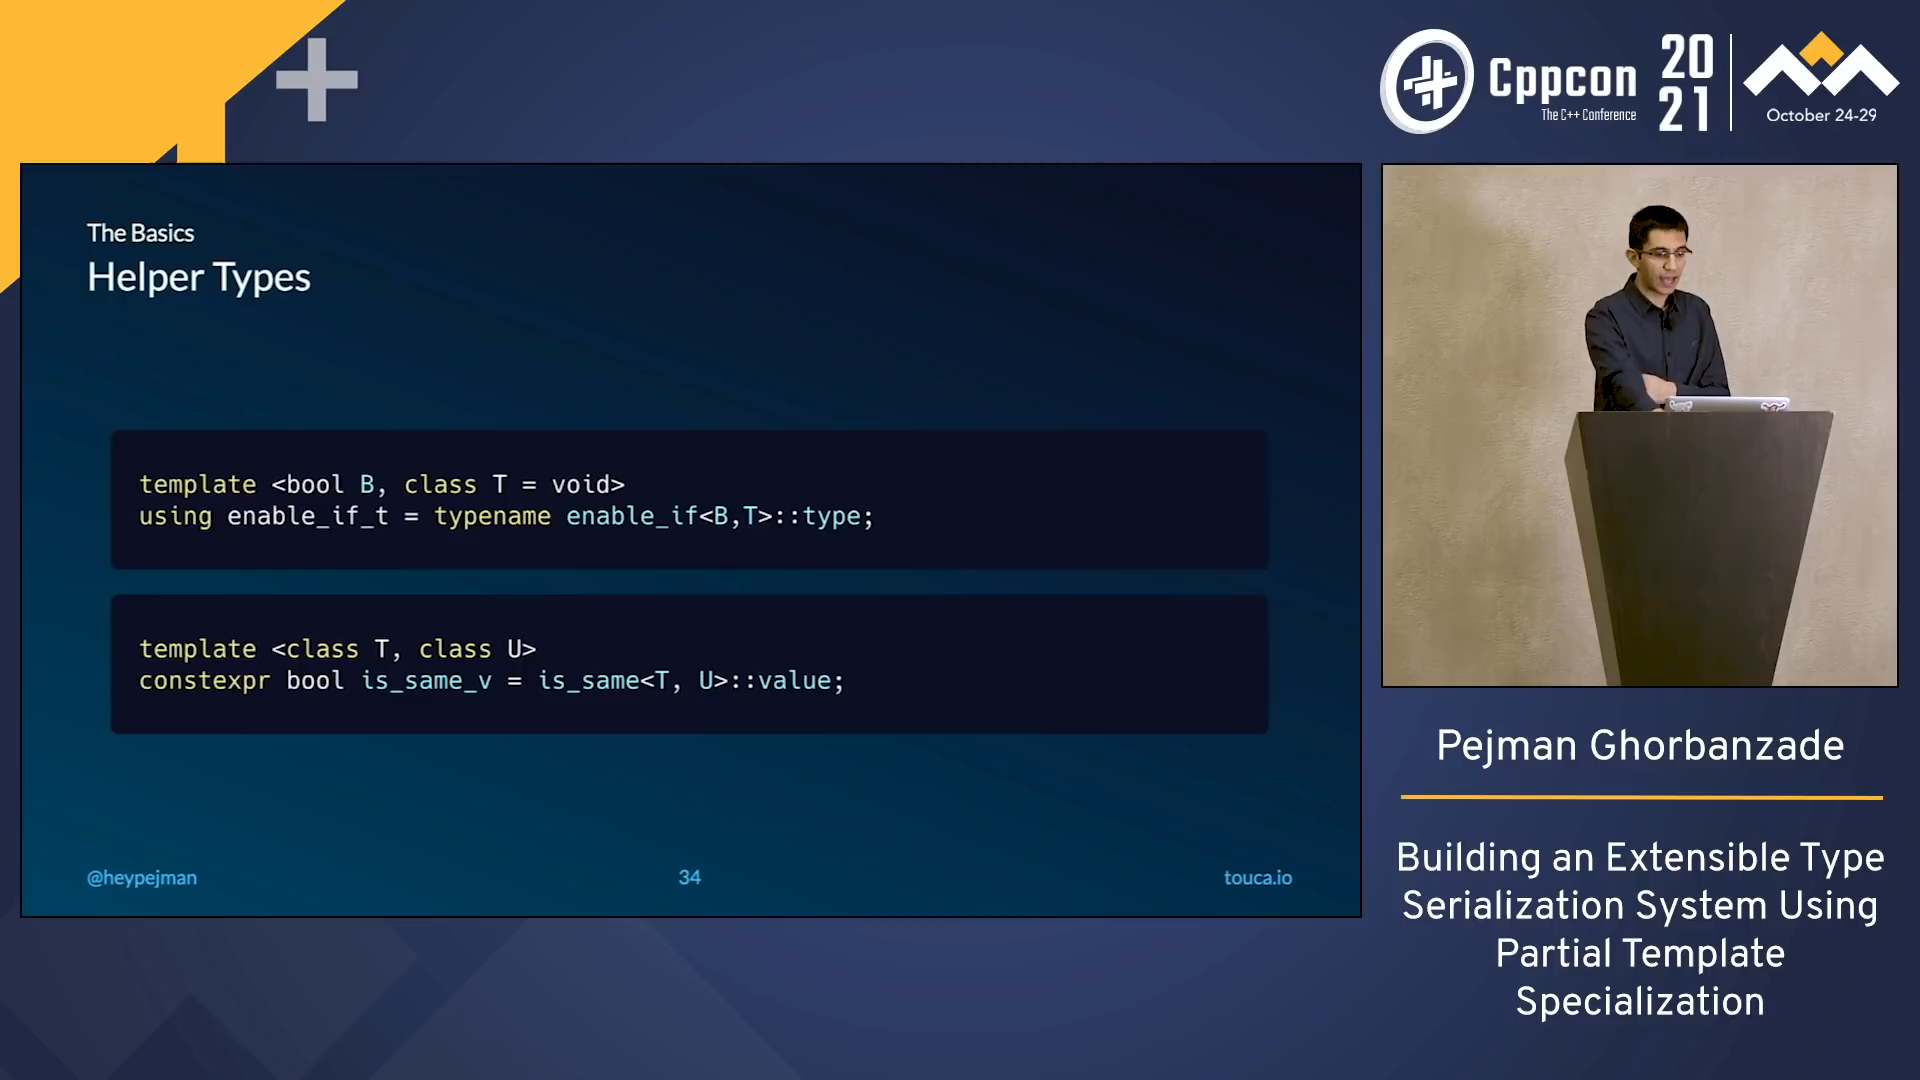 Cppcon
The C++ Conference
20
21
October 24-29
The Basics
Helper Types
template <bool B, class T = void>
using enable_if_t = typename enable_if<B,T>::type;
template <class T, class U>
constexpr bool is_same_v = is_same<T, U>::value;
@heypejman
34
touca.io
Pejman Ghorbanzade
Building an Extensible Type
Serialization System Using
Partial Template
Specialization